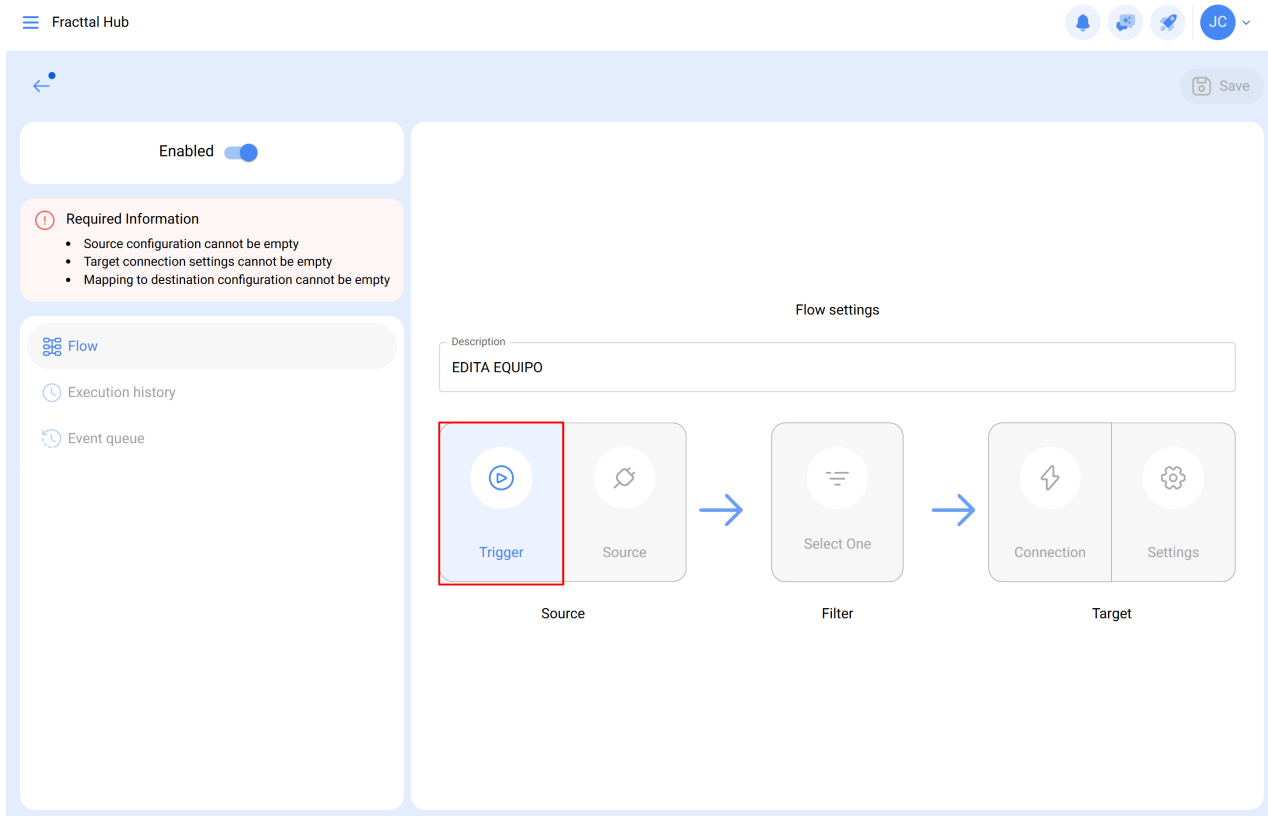 Fracttal Hub
JC
Save
Enabled
Required Information
Source configuration cannot be empty
Target connection settings cannot be empty
Mapping to destination configuration cannot be empty
Flow
Execution history
Event queue
Flow settings
Description
EDITA EQUIPO
Trigger
Source
Select One
Connection
Settings
Source
Filter
Target